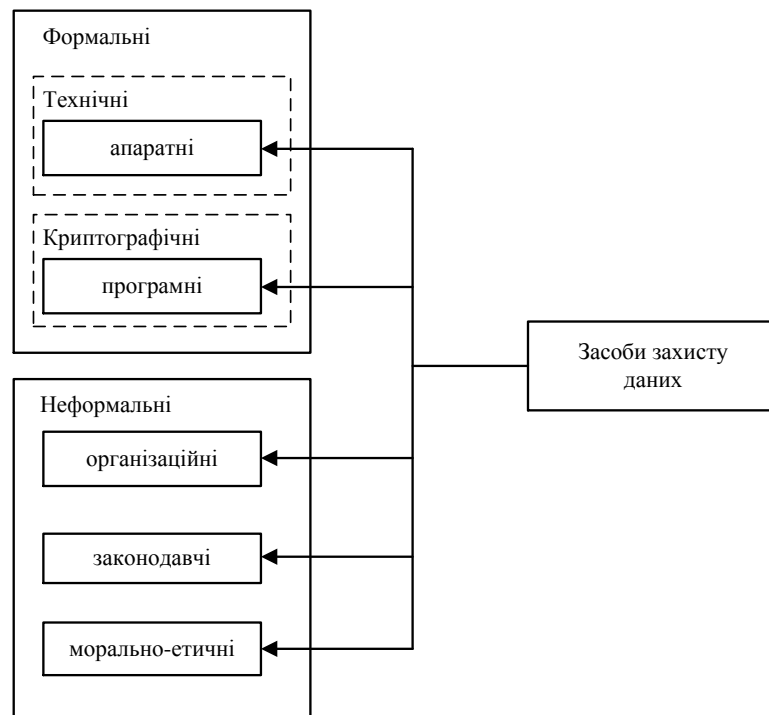 Формальні
Технічні
апаратні
Криптографічні
програмні
Засоби захисту
даних
Неформальні
організаційні
законодавчі
морально-етичні